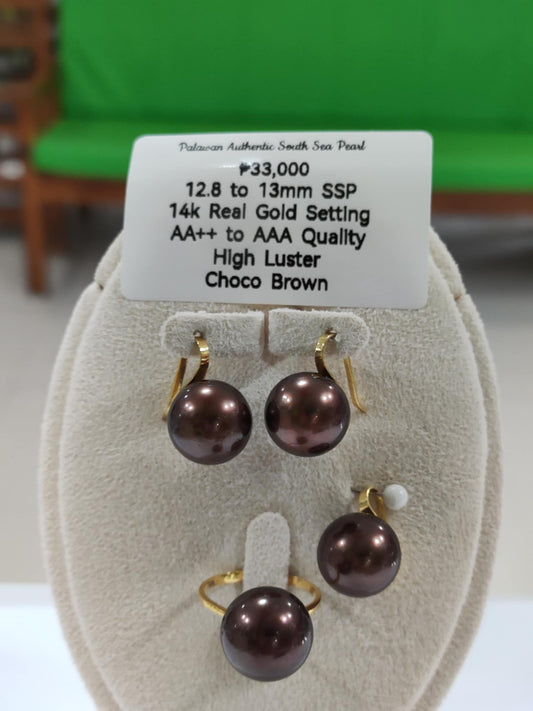 Palawan Authentic South Sea Pearl
₱33,000
12.8 to 13mm SSP
14k Real Gold Setting
AA++ to AAA Quality
High Luster
Choco Brown